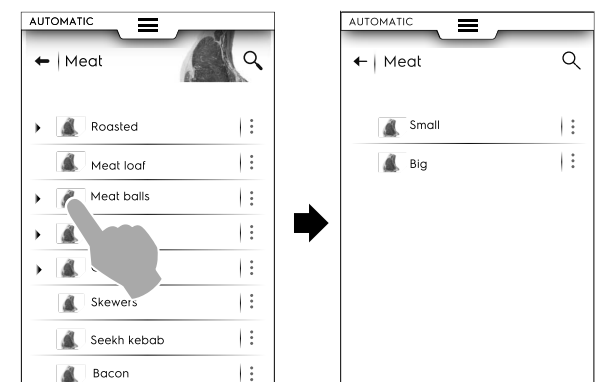 AUTOMATIC
Meat
Roasted
Meat loaf
Meat balls
Skewers
Seekh kebab
Bacon
AUTOMATIC
Meat
Small
Big